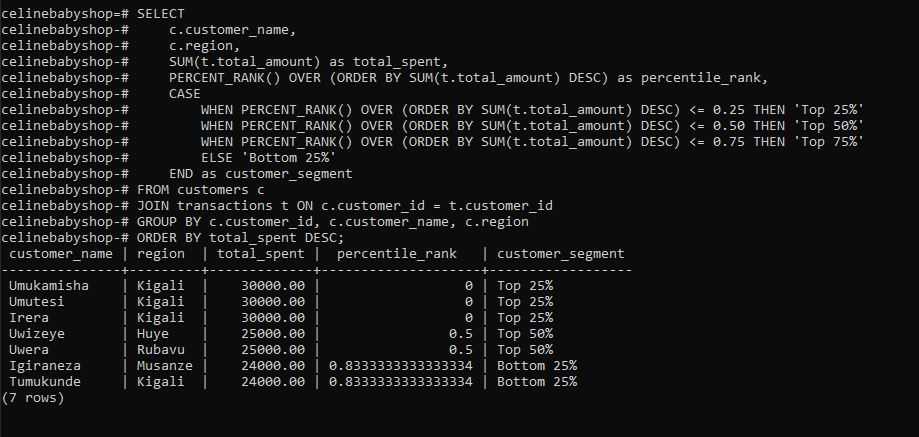 celinebabyshop=# SELECT
celinebabyshop-#     c.customer_name,
celinebabyshop-#     c.region,
celinebabyshop-#     SUM(t.total_amount) as total_spent,
celinebabyshop-#     PERCENT_RANK() OVER (ORDER BY SUM(t.total_amount) DESC) as percentile_rank,
celinebabyshop-#     CASE
celinebabyshop-#         WHEN PERCENT_RANK() OVER (ORDER BY SUM(t.total_amount) DESC) <= 0.25 THEN 'Top 25%'
celinebabyshop-#         WHEN PERCENT_RANK() OVER (ORDER BY SUM(t.total_amount) DESC) <= 0.50 THEN 'Top 50%'
celinebabyshop-#         WHEN PERCENT_RANK() OVER (ORDER BY SUM(t.total_amount) DESC) <= 0.75 THEN 'Top 75%'
celinebabyshop-#         ELSE 'Bottom 25%'
celinebabyshop-#     END as customer_segment
celinebabyshop-# FROM customers c
celinebabyshop-# JOIN transactions t ON c.customer_id = t.customer_id
celinebabyshop-# GROUP BY c.customer_id, c.customer_name, c.region
celinebabyshop-# ORDER BY total_spent DESC;
 customer_name | region  | total_spent |  percentile_rank   | customer_segment
---------------+---------+-------------+--------------------+------------------
 Umukamisha    | Kigali  |    30000.00 |                  0 | Top 25%
 Umutesi       | Kigali  |    30000.00 |                  0 | Top 25%
 Irera         | Kigali  |    30000.00 |                  0 | Top 25%
 Uwizeye       | Huye    |    25000.00 |                0.5 | Top 50%
 Uwera         | Rubavu  |    25000.00 |                0.5 | Top 50%
 Igiraneza     | Musanze |    24000.00 | 0.8333333333333334 | Bottom 25%
 Tumukunde     | Kigali  |    24000.00 | 0.8333333333333334 | Bottom 25%
(7 rows)